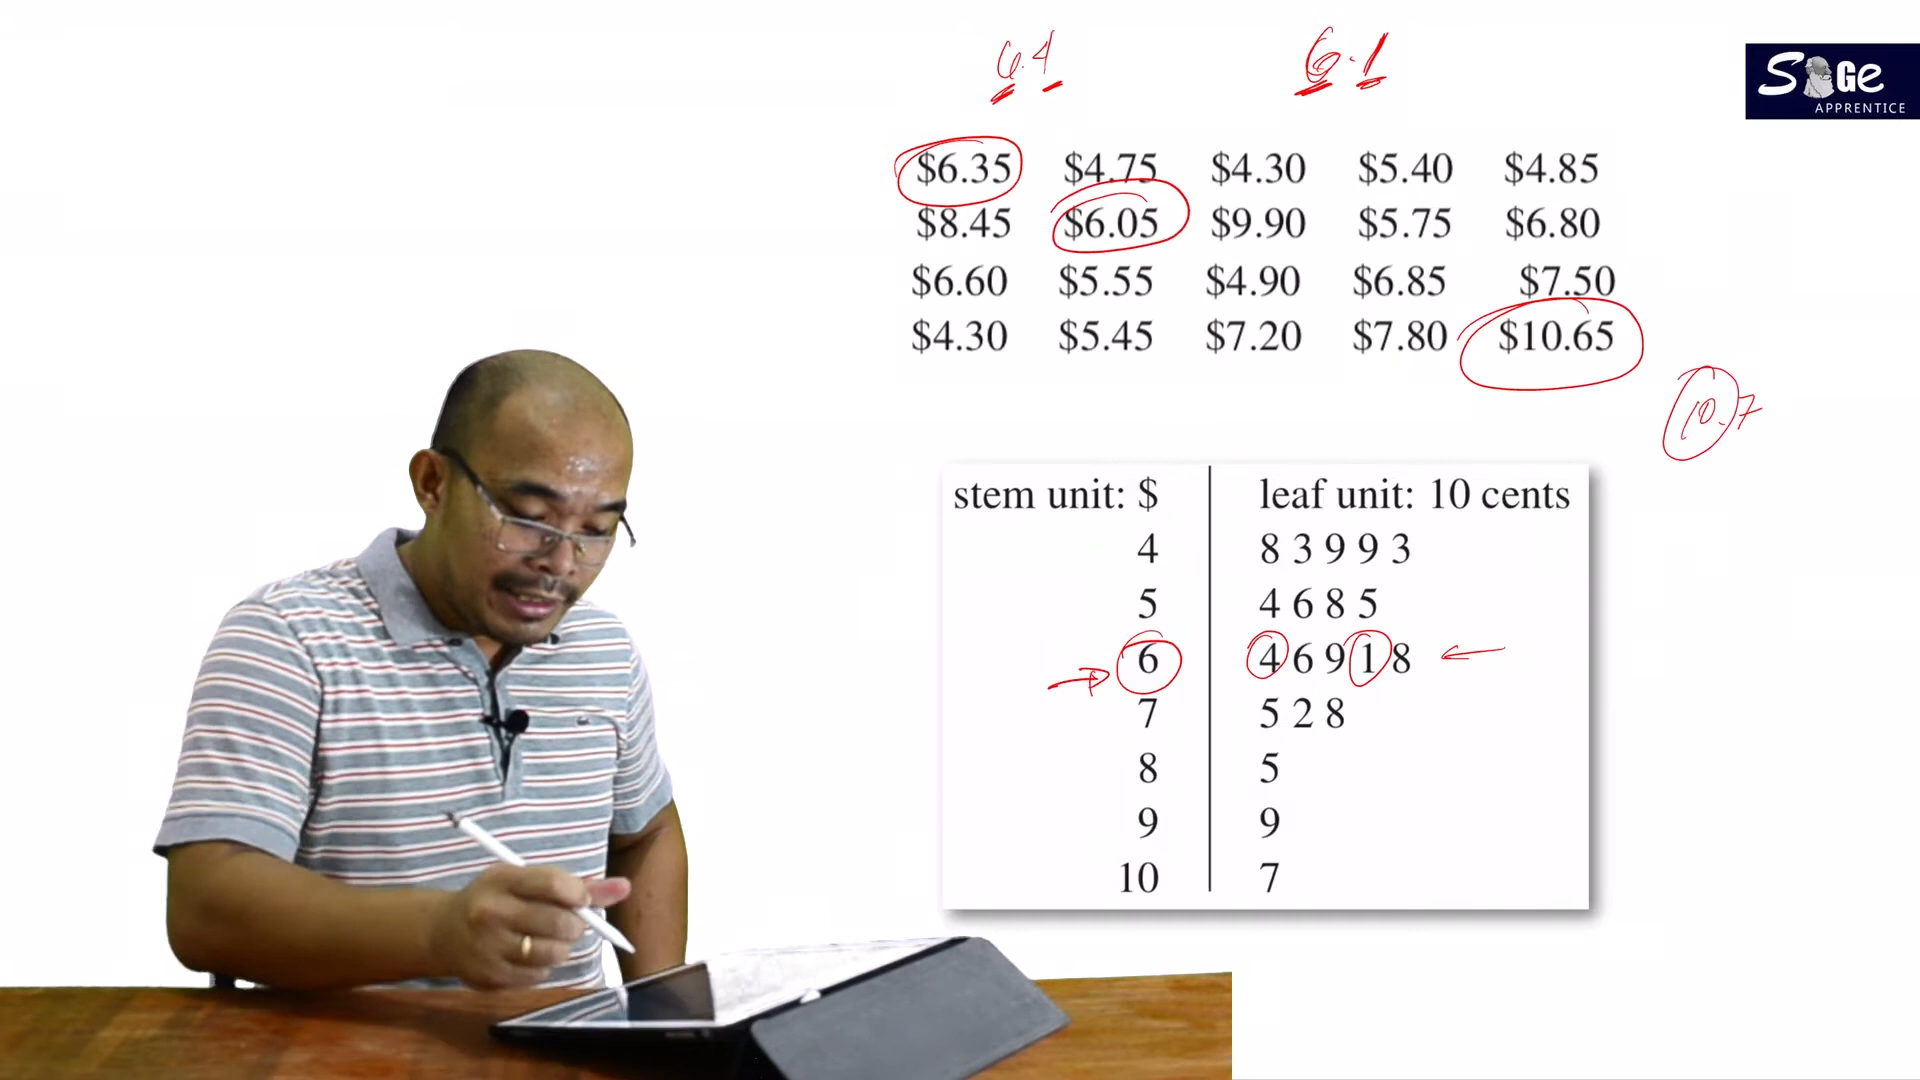 6.4 6.1
SAGE
APPRENTICE
$6.35 $4.75 $4.30 $5.40 $4.85
$8.45 $6.05 $9.90 $5.75 $6.80
$6.60 $5.55 $4.90 $6.85 $7.50
$4.30 $5.45 $7.20 $7.80 $10.65
10.7
stem unit: $ leaf unit: 10 cents
4 8 3 9 9 3
5 4 6 8 5
6 4 6 9 1 8
7 5 2 8
8 5
9 9
10 7